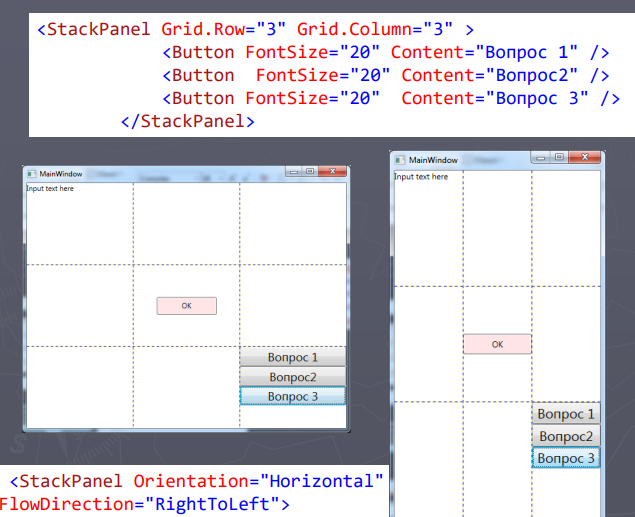 <StackPanel Grid.Row="3" Grid.Column="3" >
<Button FontSize="20" Content="Вопрос 1" />
<Button  FontSize="20" Content="Вопрос2" />
<Button FontSize="20"  Content="Вопрос 3" />
</StackPanel>
MainWindow
Input text here
OK
Вопрос 1
Вопрос2
Вопрос 3
MainWindow
Input text here
OK
Вопрос 1
Вопрос2
Вопрос 3
<StackPanel Orientation="Horizontal"
FlowDirection="RightToLeft">